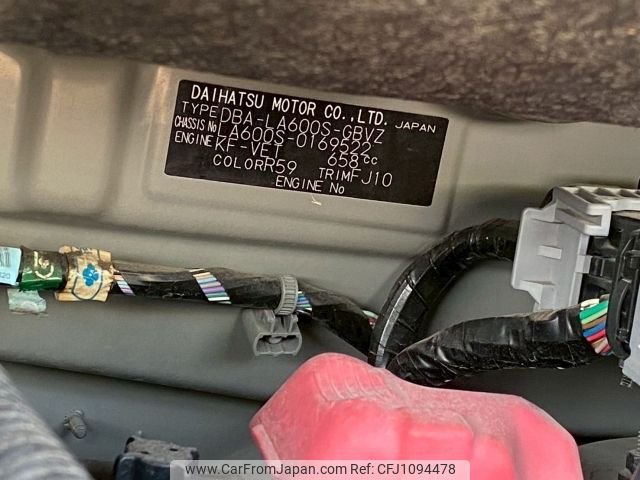 DAIHATSU MOTOR CO.,LTD.
TYPE DBA-LA600S-GBVZ JAPAN
CHASSIS No LA600S-0169522
ENGINE KF-VET 658cc
COLOR R59 TRIM FJ10
ENGINE No
www.CarFromJapan.com | Ref No. CFJ1094478